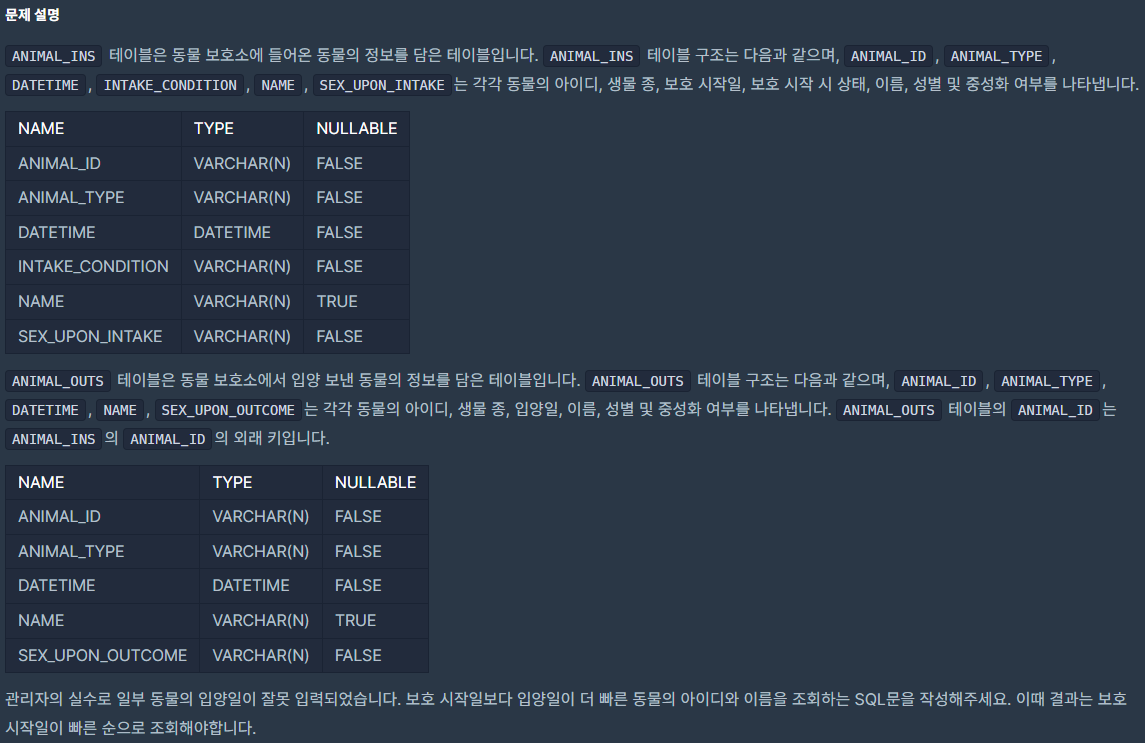 문제 설명
ANIMAL_INS 테이블은 동물 보호소에 들어온 동물의 정보를 담은 테이블입니다. ANIMAL_INS 테이블 구조는 다음과 같으며, ANIMAL_ID , ANIMAL_TYPE ,
DATETIME , INTAKE_CONDITION , NAME , SEX_UPON_INTAKE 는 각각 동물의 아이디, 생물 종, 보호 시작일, 보호 시작 시 상태, 이름, 성별 및 중성화 여부를 나타냅니다.
NAME TYPE NULLABLE
ANIMAL_ID VARCHAR(N) FALSE
ANIMAL_TYPE VARCHAR(N) FALSE
DATETIME DATETIME FALSE
INTAKE_CONDITION VARCHAR(N) FALSE
NAME VARCHAR(N) TRUE
SEX_UPON_INTAKE VARCHAR(N) FALSE
ANIMAL_OUTS 테이블은 동물 보호소에서 입양 보낸 동물의 정보를 담은 테이블입니다. ANIMAL_OUTS 테이블 구조는 다음과 같으며, ANIMAL_ID , ANIMAL_TYPE ,
DATETIME , NAME , SEX_UPON_OUTCOME 는 각각 동물의 아이디, 생물 종, 입양일, 이름, 성별 및 중성화 여부를 나타냅니다. ANIMAL_OUTS 테이블의 ANIMAL_ID 는
ANIMAL_INS 의 ANIMAL_ID 의 외래 키입니다.
NAME TYPE NULLABLE
ANIMAL_ID VARCHAR(N) FALSE
ANIMAL_TYPE VARCHAR(N) FALSE
DATETIME DATETIME FALSE
NAME VARCHAR(N) TRUE
SEX_UPON_OUTCOME VARCHAR(N) FALSE
관리자의 실수로 일부 동물의 입양일이 잘못 입력되었습니다. 보호 시작일보다 입양일이 더 빠른 동물의 아이디와 이름을 조회하는 SQL문을 작성해주세요. 이때 결과는 보호
시작일이 빠른 순으로 조회해야합니다.